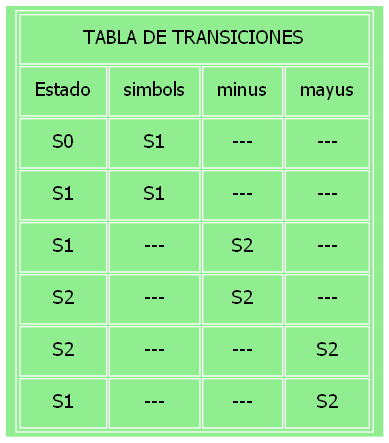 TABLA DE TRANSICIONES
Estado simbols minus mayus
S0 S1 --- ---
S1 S1 --- ---
S1 --- S2 ---
S2 --- S2 ---
S2 --- --- S2
S1 --- --- S2